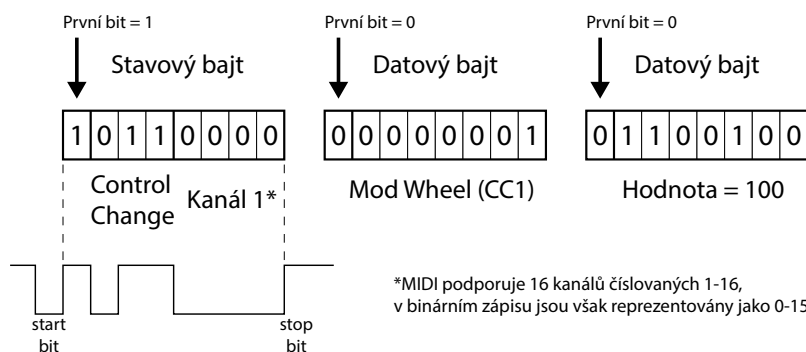 První bit = 1
První bit = 0
První bit = 0
Stavový bajt
Datový bajt
Datový bajt
1 0 1 1 0 0 0 0
0 0 0 0 0 0 0 1
0 1 1 0 0 1 0 0
Control
Change
Kanál 1*
Mod Wheel (CC1)
Hodnota = 100
*MIDI podporuje 16 kanálů číslovaných 1-16,
v binárním zápisu jsou však reprezentovány jako 0-15
start
bit
stop
bit